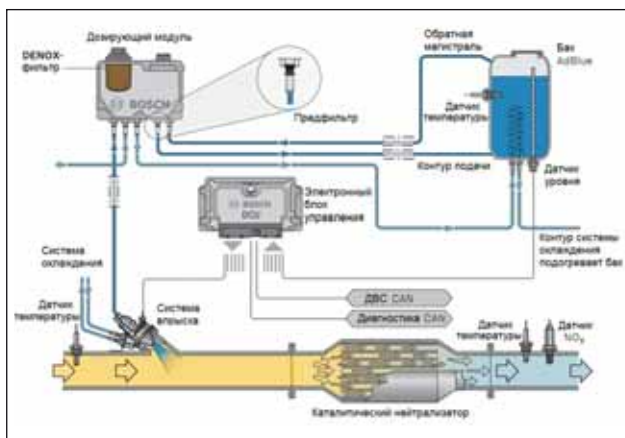 Дозирующий модуль
DENOX-
фильтр
BOSCH
Предфильтр
Обратная
магистраль
Бак
AdBlue
Датчик
температуры
Контур подачи
Датчик
уровня
Электронный
блок
управления
BOSCH
DCU
Контур системы
охлаждения
подогревает бак
Система
охлаждения
Датчик
температуры
Система
впрыска
ДВС CAN
Диагностика CAN
Датчик
температуры
Датчик
NOx
Каталитический нейтрализатор